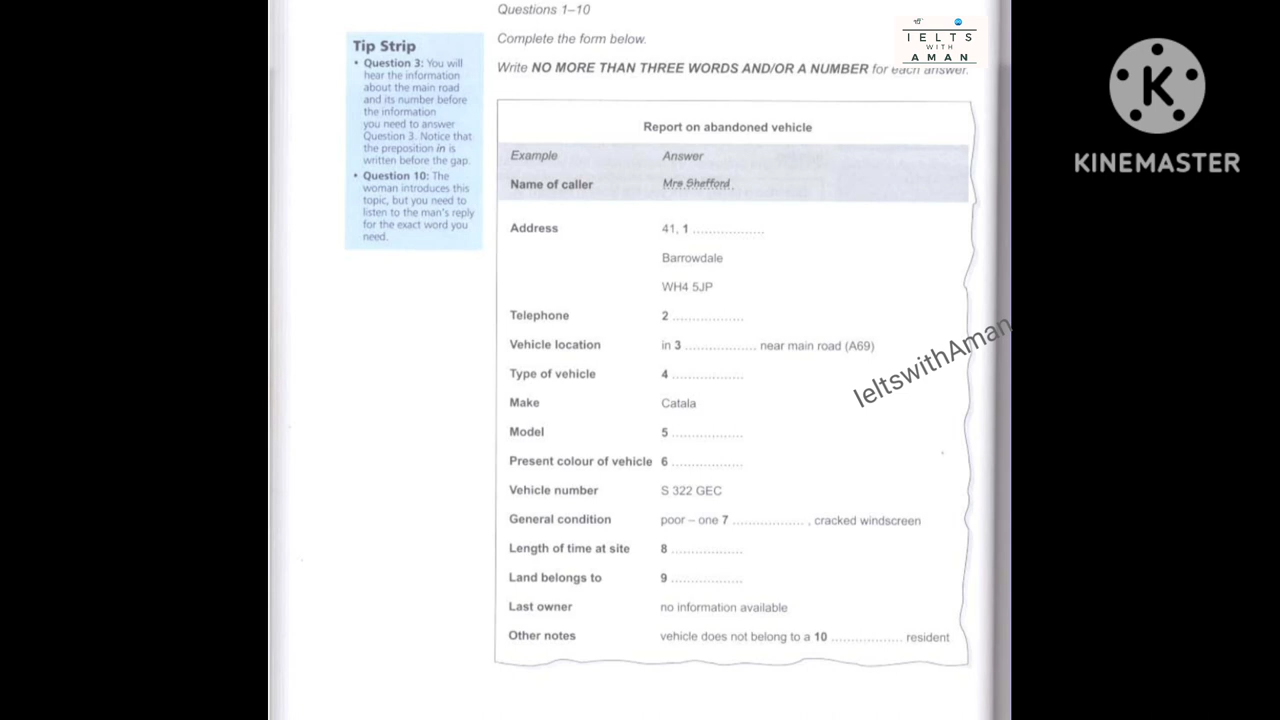 Questions 1–10
Complete the form below.
Write NO MORE THAN THREE WORDS AND/OR A NUMBER for each answer.
IELTS
WITH
AMAN
KINEMASTER
Tip Strip
• Question 3: You will
hear the information
about the main road
and its number before
the information
you need to answer
Question 3. Notice that
the preposition in is
written before the gap.
• Question 10: The
woman introduces this
topic, but you need to
listen to the man's reply
for the exact word you
need.
Report on abandoned vehicle
Example Answer
Name of caller Mrs Shefford
Address 41, 1 ..................
Barrowdale
WH4 5JP
Telephone 2 ..................
Vehicle location in 3 .................. near main road (A69)
Type of vehicle 4 ..................
Make Catala
Model 5 ..................
Present colour of vehicle 6 ..................
Vehicle number S 322 GEC
General condition poor – one 7 .................. , cracked windscreen
Length of time at site 8 ..................
Land belongs to 9 ..................
Last owner no information available
Other notes vehicle does not belong to a 10 .................. resident
IeltswithAman